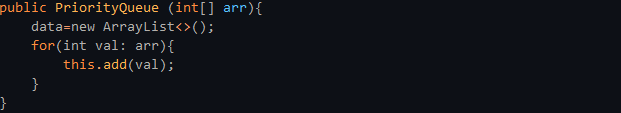 public PriorityQueue (int[] arr){
    data=new ArrayList<>();
    for(int val: arr){
        this.add(val);
    }
}